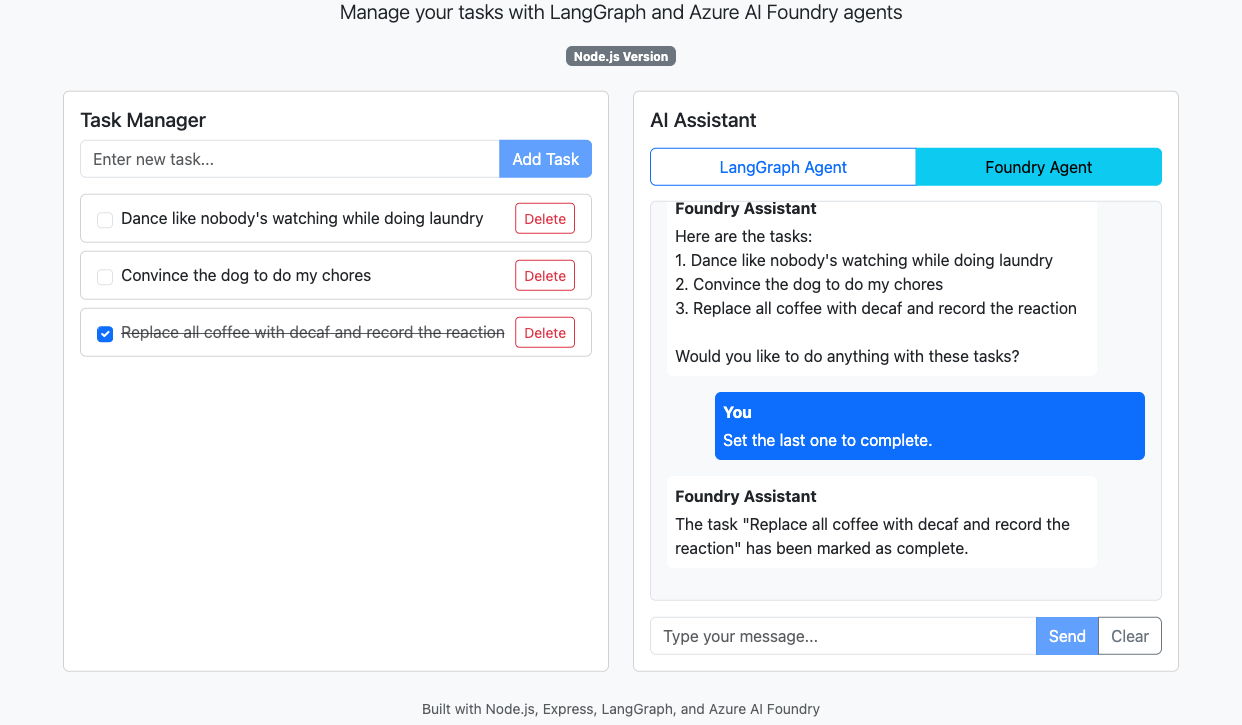 Manage your tasks with LangGraph and Azure AI Foundry agents
Node.js Version
Task Manager
Enter new task...
Add Task
Dance like nobody's watching while doing laundry
Delete
Convince the dog to do my chores
Delete
Replace all coffee with decaf and record the reaction
Delete
AI Assistant
LangGraph Agent
Foundry Agent
Foundry Assistant
Here are the tasks:
1. Dance like nobody's watching while doing laundry
2. Convince the dog to do my chores
3. Replace all coffee with decaf and record the reaction
Would you like to do anything with these tasks?
You
Set the last one to complete.
Foundry Assistant
The task "Replace all coffee with decaf and record the
reaction" has been marked as complete.
Type your message...
Send
Clear
Built with Node.js, Express, LangGraph, and Azure AI Foundry